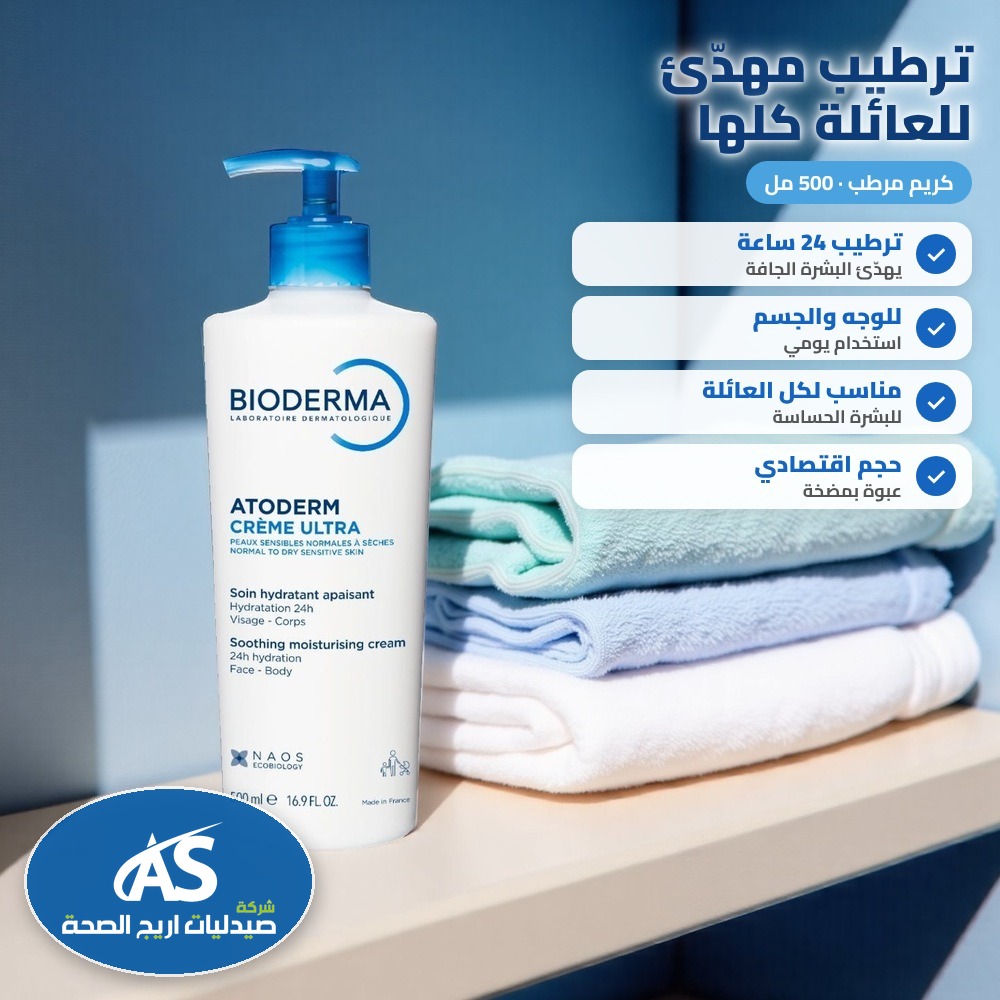 ترطيب مهدّئ
للعائلة كلها
كريم مرطب · 500 مل
ترطيب 24 ساعة
يهدّئ البشرة الجافة
للوجه والجسم
استخدام يومي
مناسب لكل العائلة
للبشرة الحساسة
حجم اقتصادي
عبوة بمضخة
BIODERMA
LABORATOIRE DERMATOLOGIQUE
ATODERM
CRÈME ULTRA
PEAUX SENSIBLES NORMALES À SÈCHES
NORMAL TO DRY SENSITIVE SKIN
Soin hydratant apaisant
Hydratation 24h
Visage - Corps
Soothing moisturising cream
24h hydration
Face - Body
NAOS
ECOBIOLOGY
500 ml ℮ 16.9 FL. OZ.
Made in France
AS
شركة
صيدليات اريج الصحة